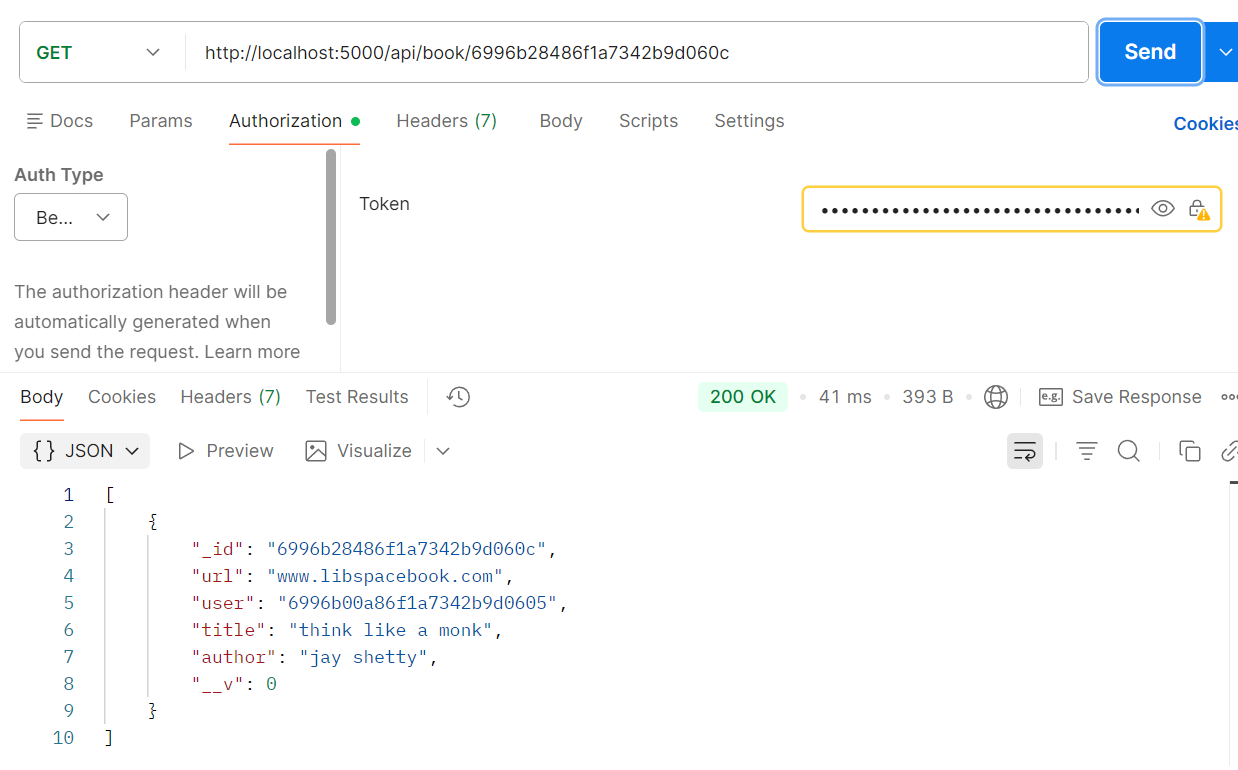 GET http://localhost:5000/api/book/6996b28486f1a7342b9d060c Send
Docs Params Authorization Headers (7) Body Scripts Settings Cookies
Auth Type
Be...
Token
The authorization header will be
automatically generated when
you send the request. Learn more
Body Cookies Headers (7) Test Results 200 OK 41 ms 393 B e.g. Save Response
{} JSON Preview Visualize
1 [
2 {
3 "_id": "6996b28486f1a7342b9d060c",
4 "url": "www.libspacebook.com",
5 "user": "6996b00a86f1a7342b9d0605",
6 "title": "think like a monk",
7 "author": "jay shetty",
8 "__v": 0
9 }
10 ]